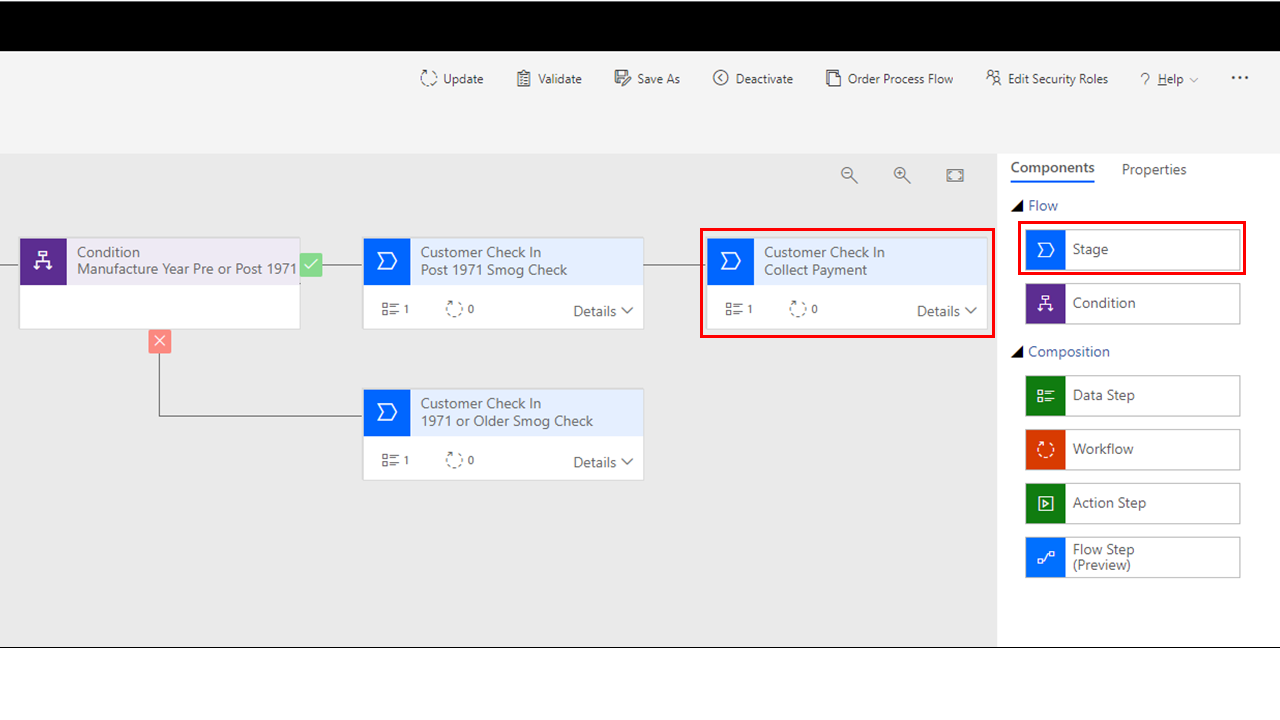 Update
Validate
Save As
Deactivate
Order Process Flow
Edit Security Roles
? Help
...
Components
Properties
Flow
Stage
Condition
Composition
Data Step
Workflow
Action Step
Flow Step
(Preview)
Condition
Manufacture Year Pre or Post 1971
Customer Check In
Post 1971 Smog Check
1
0
Details
Customer Check In
Collect Payment
1
0
Details
Customer Check In
1971 or Older Smog Check
1
0
Details